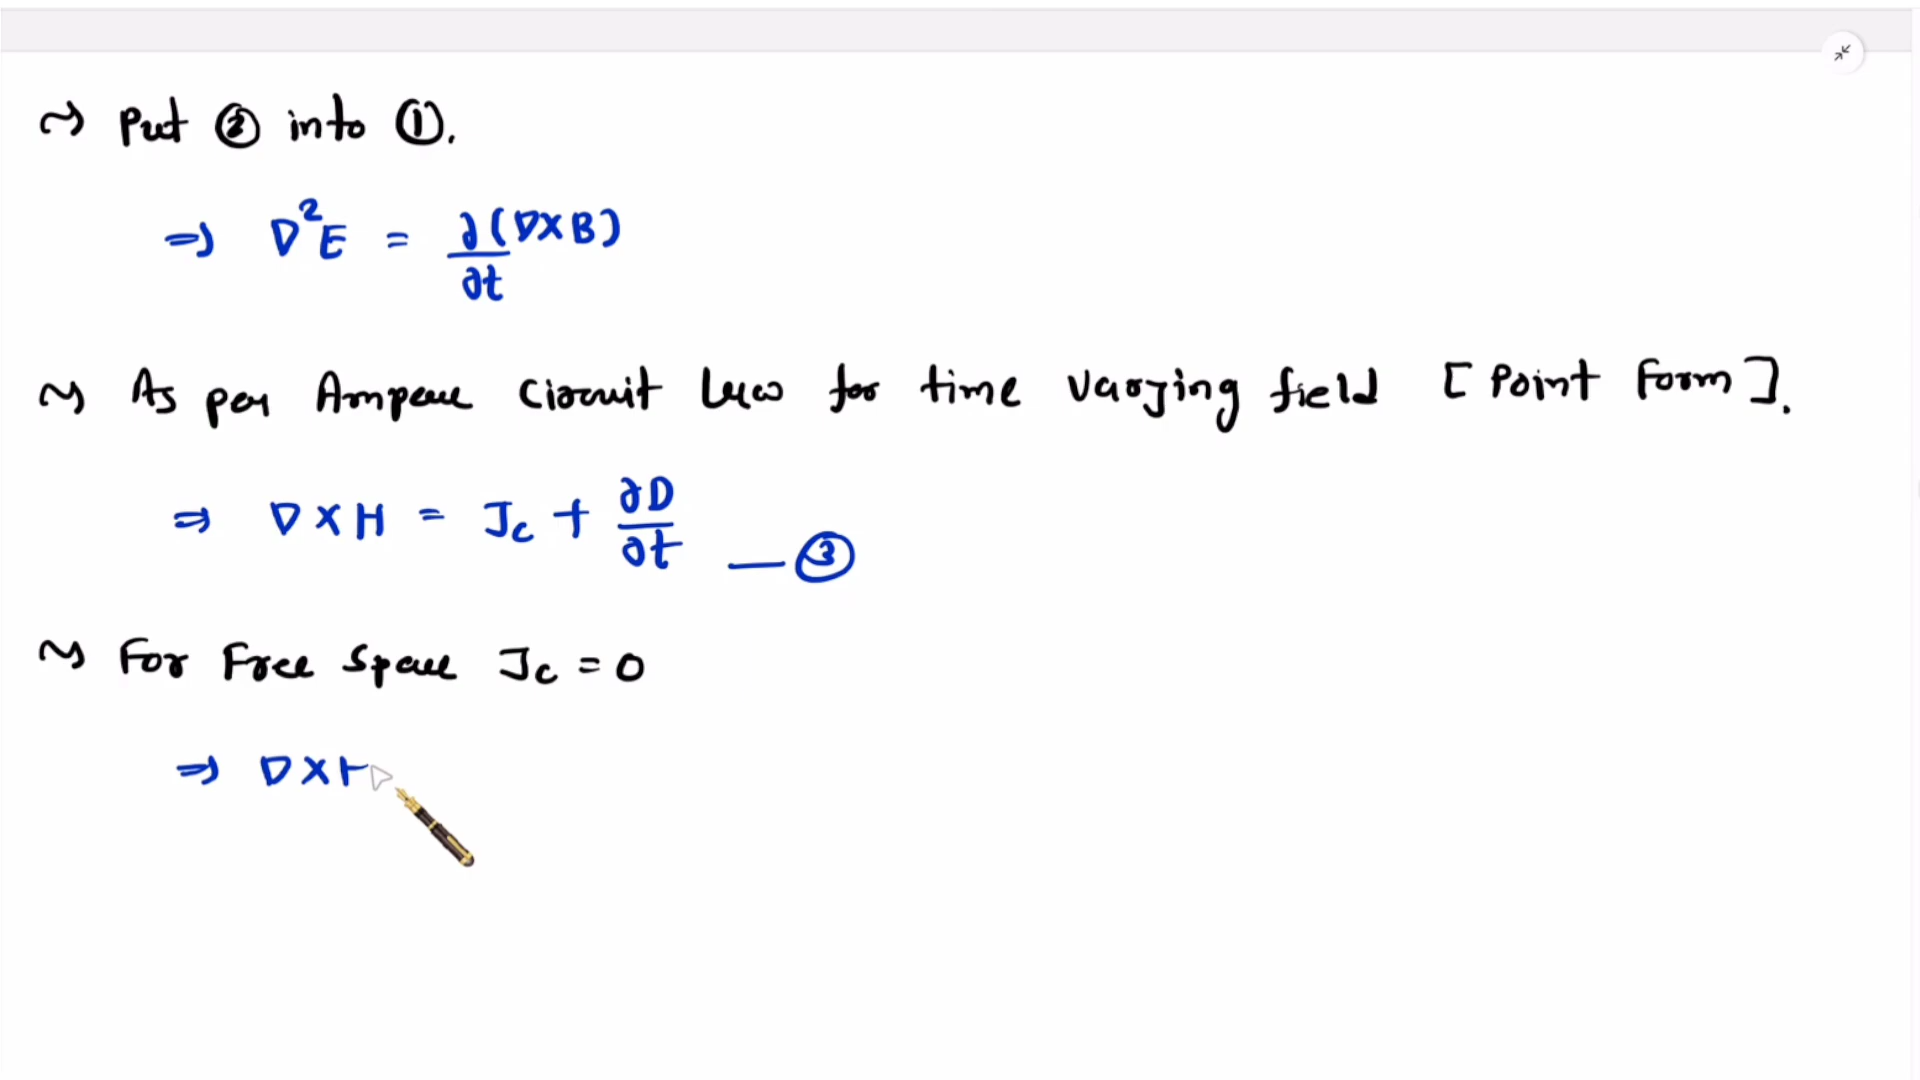 ~> Put ② into ①.
⇒ ∇²E = ∂(∇×B)/∂t
~> As per Ampere Circuit Law for time varying field [Point Form].
⇒ ∇×H = Jc + ∂D/∂t — ③
~> For Free Space Jc = 0
⇒ ∇×H